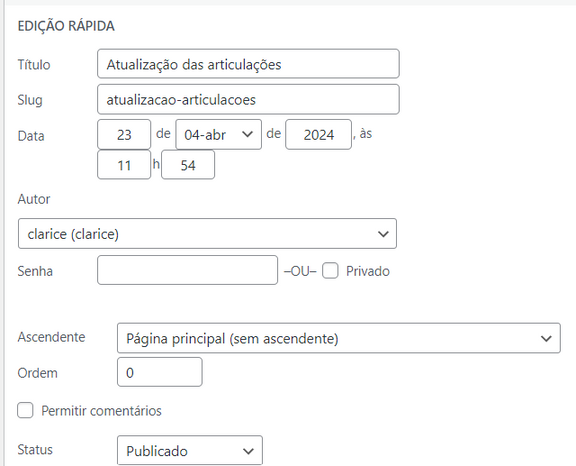 EDIÇÃO RÁPIDA
Título Atualização das articulações
Slug atualizacao-articulacoes
Data 23 de 04-abr de 2024, às
11 h 54
Autor
clarice (clarice)
Senha –OU– Privado
Ascendente Página principal (sem ascendente)
Ordem 0
Permitir comentários
Status Publicado